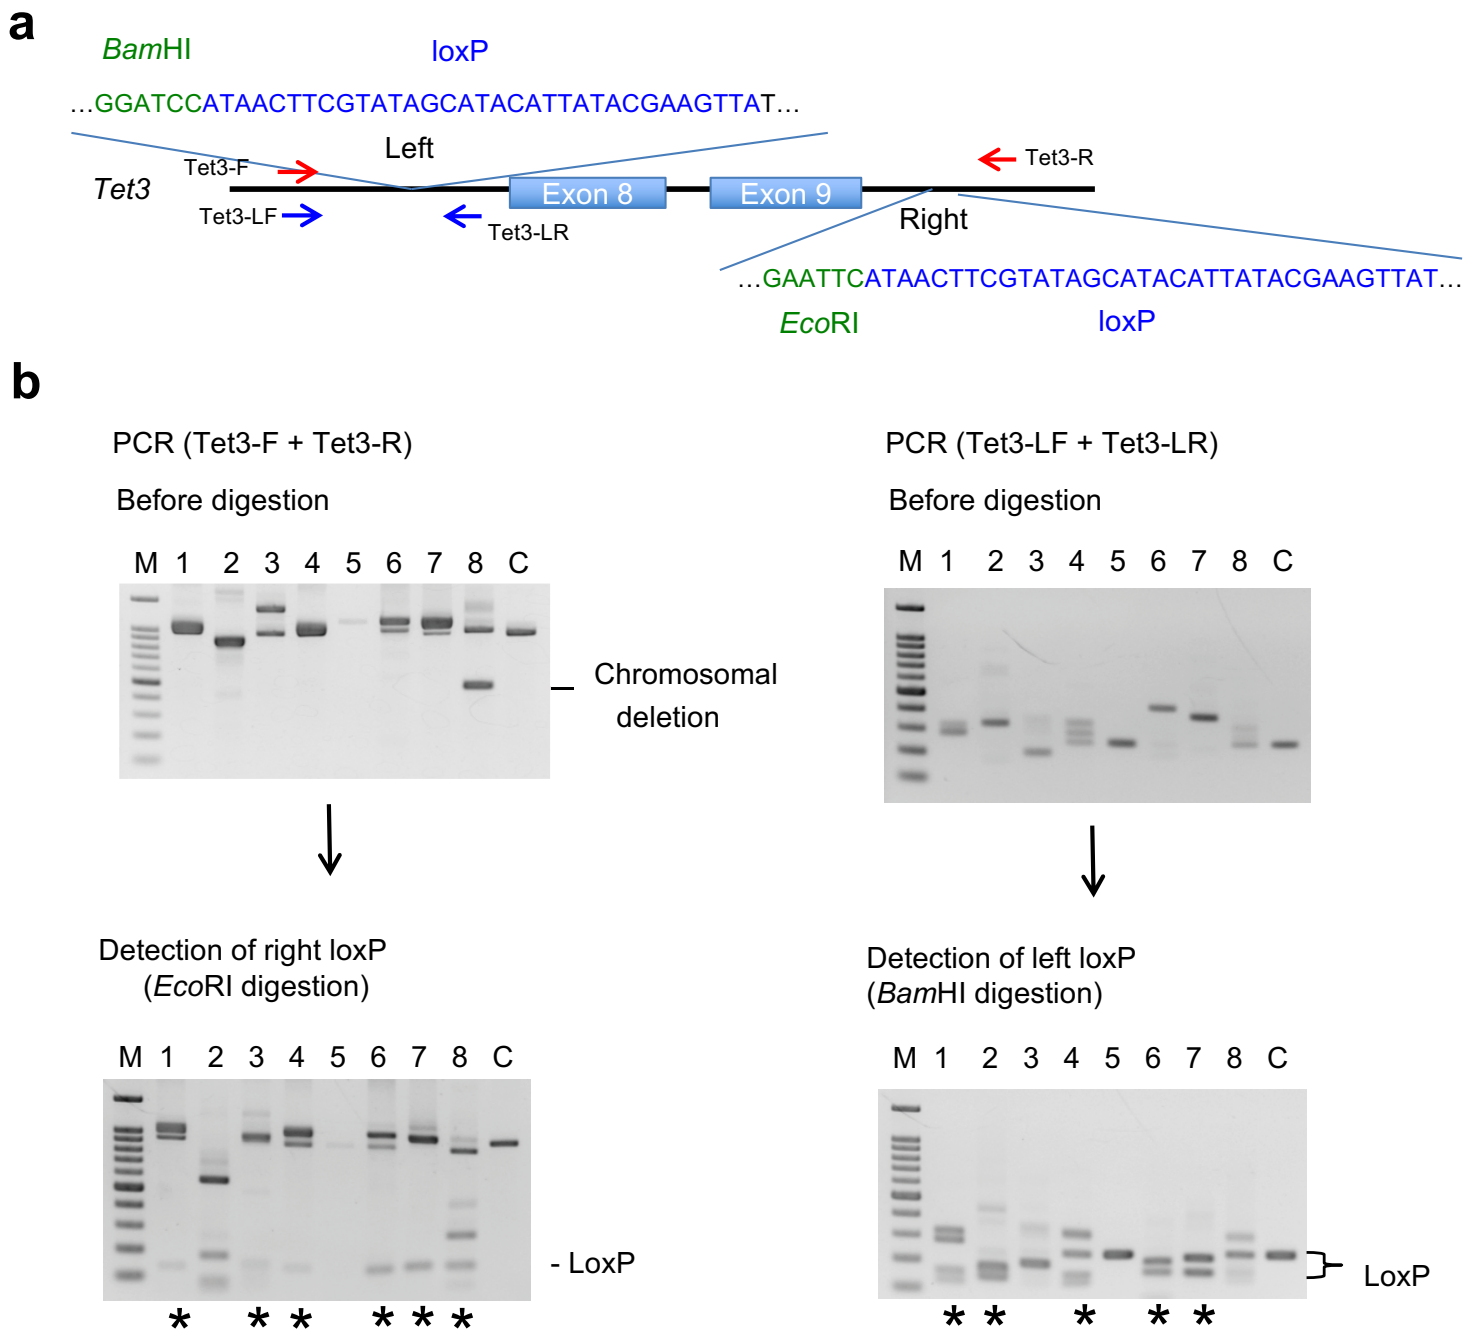 a
BamHI
loxP
...GGATCCATAACTTCGTATAGCATACATTATACGAAGTTAT...
Left
Tet3-F
Tet3-R
Tet3
Exon 8
Exon 9
Tet3-LF
Tet3-LR
Right
...GAATTCATAACTTCGTATAGCATACATTATACGAAGTTAT...
EcoRI
loxP
b
PCR (Tet3-F + Tet3-R)
Before digestion
M 1 2 3 4 5 6 7 8 C
Chromosomal
deletion
Detection of right loxP
(EcoRI digestion)
M 1 2 3 4 5 6 7 8 C
- LoxP
* * * * * *
PCR (Tet3-LF + Tet3-LR)
Before digestion
M 1 2 3 4 5 6 7 8 C
Detection of left loxP
(BamHI digestion)
M 1 2 3 4 5 6 7 8 C
LoxP
* * * * *